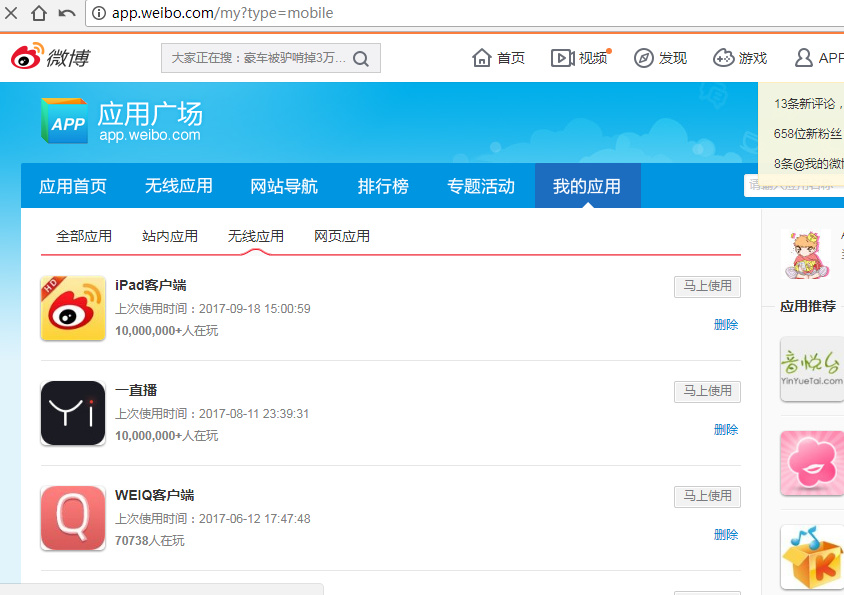 app.weibo.com/my?type=mobile
微博
大家正在搜：豪车被驴啃掉3万...
首页
视频
发现
游戏
APP
应用广场
app.weibo.com
13条新评论，
658位新粉丝
8条@我的微博
应用首页
无线应用
网站导航
排行榜
专题活动
我的应用
请输入应用名称
全部应用
站内应用
无线应用
网页应用
HD
iPad客户端
上次使用时间：2017-09-18 15:00:59
10,000,000+人在玩
马上使用
删除
Yi
一直播
上次使用时间：2017-08-11 23:39:31
10,000,000+人在玩
马上使用
删除
Q
WEIQ客户端
上次使用时间：2017-06-12 17:47:48
70738人在玩
马上使用
删除
应用推荐
音悦台
YinYueTai.com
K